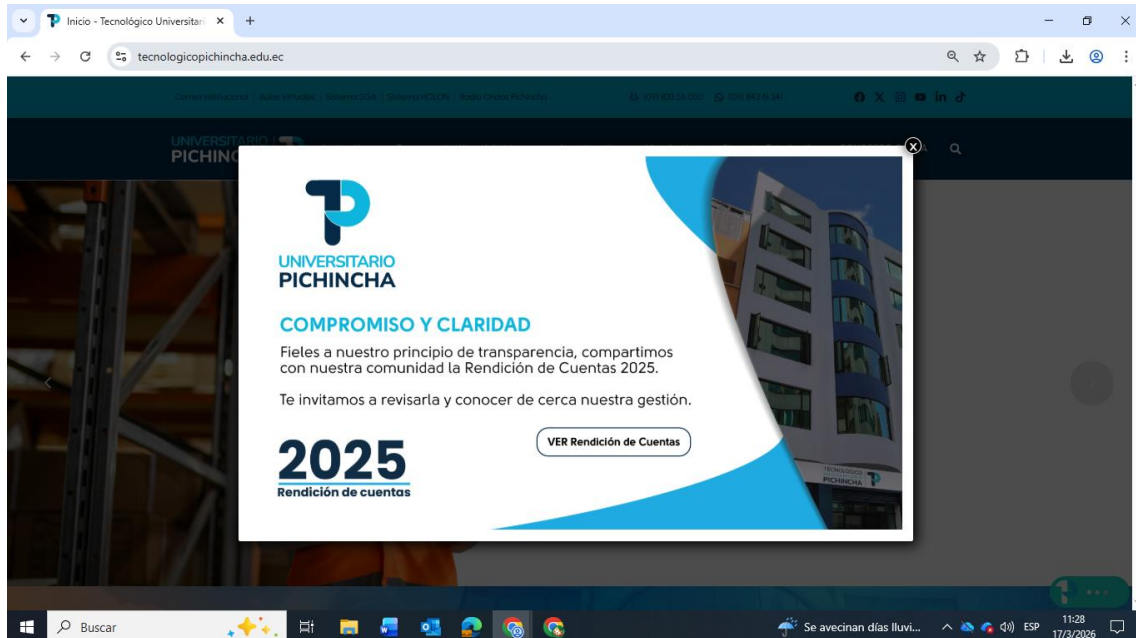 Inicio - Tecnológico Universitari
tecnologicopichincha.edu.ec
Correo Institucional | Aulas Virtuales | Sistema SGA | Sistema HOLON | Radio Ondas Pichincha
UNIVERSITARIO
PICHINC
UNIVERSITARIO
PICHINCHA
COMPROMISO Y CLARIDAD
Fieles a nuestro principio de transparencia, compartimos
con nuestra comunidad la Rendición de Cuentas 2025.
Te invitamos a revisarla y conocer de cerca nuestra gestión.
VER Rendición de Cuentas
2025
Rendición de cuentas
TECNOLÓGICO
PICHINCHA
Buscar
Se avecinan días lluvi...
ESP
11:28
17/3/2026